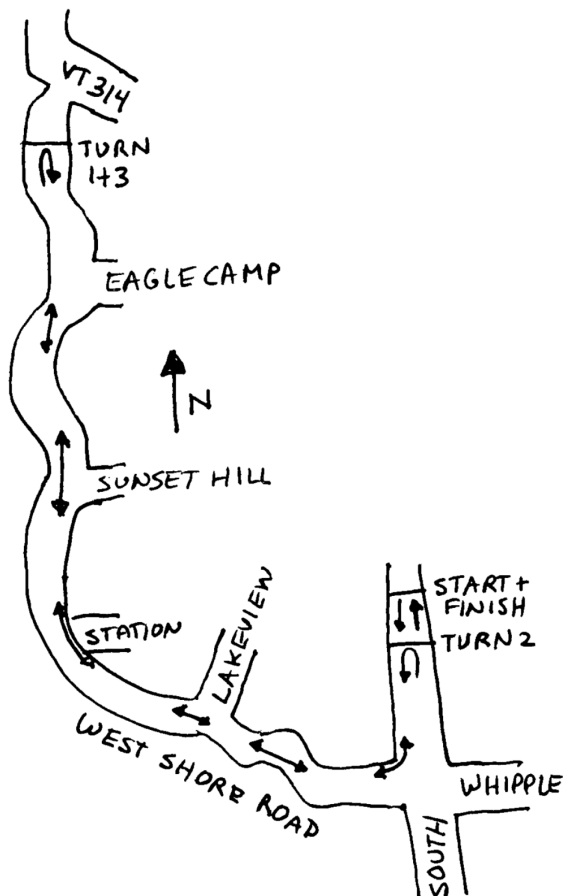 VT 314
TURN
1+3
EAGLE CAMP
N
SUNSET HILL
START +
FINISH
STATION
LAKEVIEW
TURN 2
WEST SHORE ROAD
WHIPPLE
SOUTH